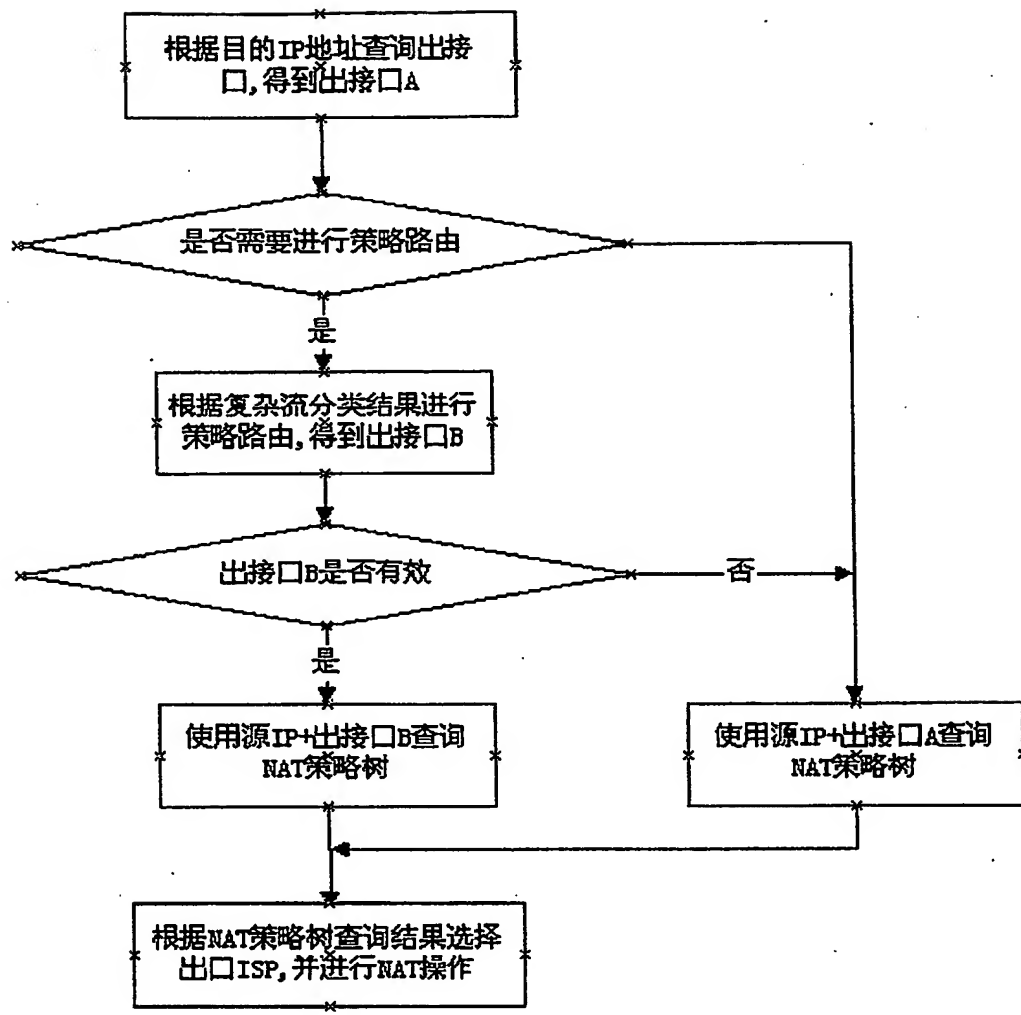 根据目的IP地址查询出接
口,得到出接口A
是否需要进行策略路由
是
根据复杂流分类结果进行
策略路由,得到出接口B
出接口B是否有效
否
是
使用源IP+出接口B查询
NAT策略树
使用源IP+出接口A查询
NAT策略树
根据NAT策略树查询结果选择
出口ISP,并进行NAT操作